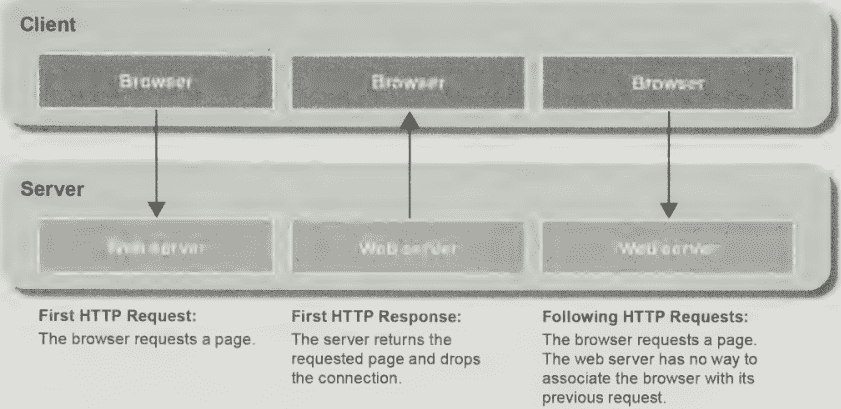 Client
Browser
Browser
Browser
Server
Web server
Web server
Web server
First HTTP Request:
The browser requests a page.
First HTTP Response:
The server returns the
requested page and drops
the connection.
Following HTTP Requests:
The browser requests a page.
The web server has no way to
associate the browser with its
previous request.